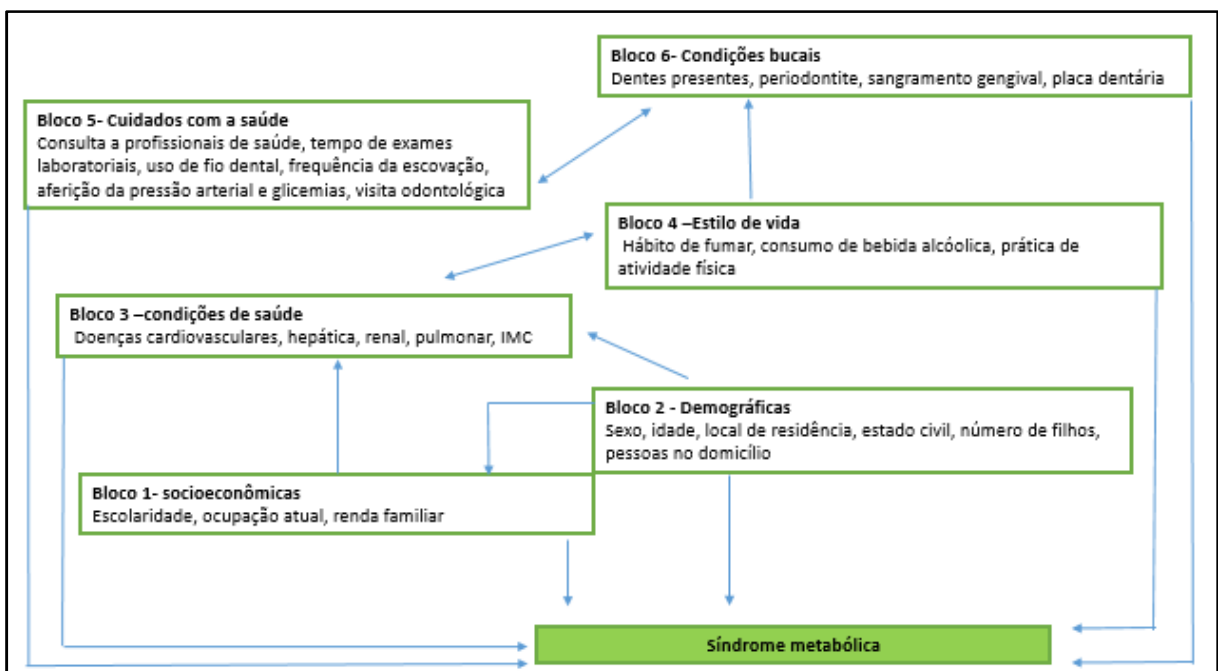 Bloco 6- Condições bucais
Dentes presentes, periodontite, sangramento gengival, placa dentária
Bloco 5- Cuidados com a saúde
Consulta a profissionais de saúde, tempo de exames
laboratoriais, uso de fio dental, frequência da escovação,
aferição da pressão arterial e glicemias, visita odontológica
Bloco 4 –Estilo de vida
Hábito de fumar, consumo de bebida alcóolica, prática de
atividade física
Bloco 3 –condições de saúde
Doenças cardiovasculares, hepática, renal, pulmonar, IMC
Bloco 2 - Demográficas
Sexo, idade, local de residência, estado civil, número de filhos,
pessoas no domicílio
Bloco 1- socioeconômicas
Escolaridade, ocupação atual, renda familiar
Síndrome metabólica